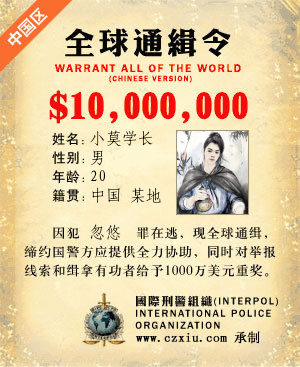 中国区
全球通緝令
WARRANT ALL OF THE WORLD
(CHINESE VERSION)
$10,000,000
姓名: 小莫学长
性别: 男
年龄: 20
籍贯: 中国 某地
因犯 忽悠 罪在逃，现全球通缉，
缔约国警方应提供全力协助，同时对举报
线索和缉拿有功者给予1000万美元重奖。
國際刑警組織(INTERPOL)
INTERNATIONAL POLICE
ORGANIZATION
www.czxiu.com 承制